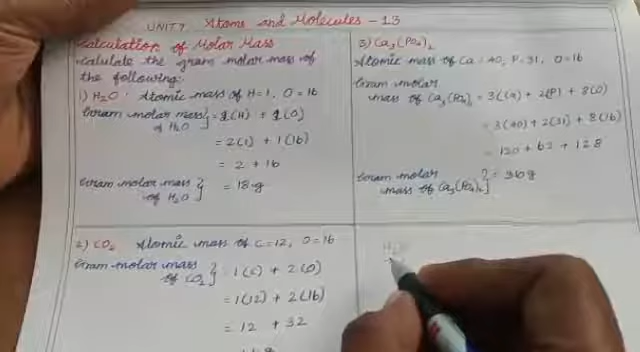 UNIT 7. Atoms and Molecules - 13
Calculation of Molar Mass
Calculate the gram molar mass of
the following:
1) H₂O · Atomic mass of H=1, O=16
Gram molar mass of H₂O } = 2(H) + 1(O)
= 2(1) + 1(16)
= 2 + 16
Gram molar mass of H₂O } = 18 g
2) CO₂ Atomic mass of C=12, O=16
Gram molar mass of CO₂ } = 1(C) + 2(O)
= 1(12) + 2(16)
= 12 + 32
3) Ca₃(PO₄)₂
Atomic mass of Ca=40, P=31, O=16
Gram molar
mass of Ca₃(PO₄)₂ = 3(Ca) + 2(P) + 8(O)
= 3(40) + 2(31) + 8(16)
= 120 + 62 + 128
Gram molar mass of Ca₃(PO₄)₂ } = 310 g